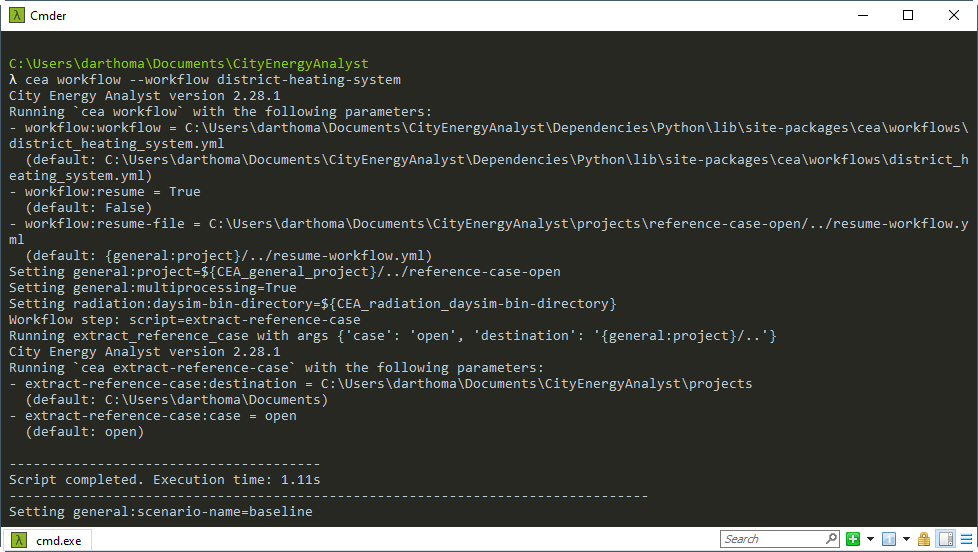 Cmder
C:\Users\darthoma\Documents\CityEnergyAnalyst
λ cea workflow --workflow district-heating-system
City Energy Analyst version 2.28.1
Running `cea workflow` with the following parameters:
- workflow:workflow = C:\Users\darthoma\Documents\CityEnergyAnalyst\Dependencies\Python\lib\site-packages\cea\workflows\
district_heating_system.yml
  (default: C:\Users\darthoma\Documents\CityEnergyAnalyst\Dependencies\Python\lib\site-packages\cea\workflows\district_h
eating_system.yml)
- workflow:resume = True
  (default: False)
- workflow:resume-file = C:\Users\darthoma\Documents\CityEnergyAnalyst\projects\reference-case-open/../resume-workflow.y
ml
  (default: {general:project}/../resume-workflow.yml)
Setting general:project=${CEA_general_project}/../reference-case-open
Setting general:multiprocessing=True
Setting radiation:daysim-bin-directory=${CEA_radiation_daysim-bin-directory}
Workflow step: script=extract-reference-case
Running extract_reference_case with args {'case': 'open', 'destination': '{general:project}/..'}
City Energy Analyst version 2.28.1
Running `cea extract-reference-case` with the following parameters:
- extract-reference-case:destination = C:\Users\darthoma\Documents\CityEnergyAnalyst\projects
  (default: C:\Users\darthoma\Documents)
- extract-reference-case:case = open
  (default: open)
---------------------------------------
Script completed. Execution time: 1.11s
--------------------------------------------------------------------------------
Setting general:scenario-name=baseline
λ cmd.exe Search